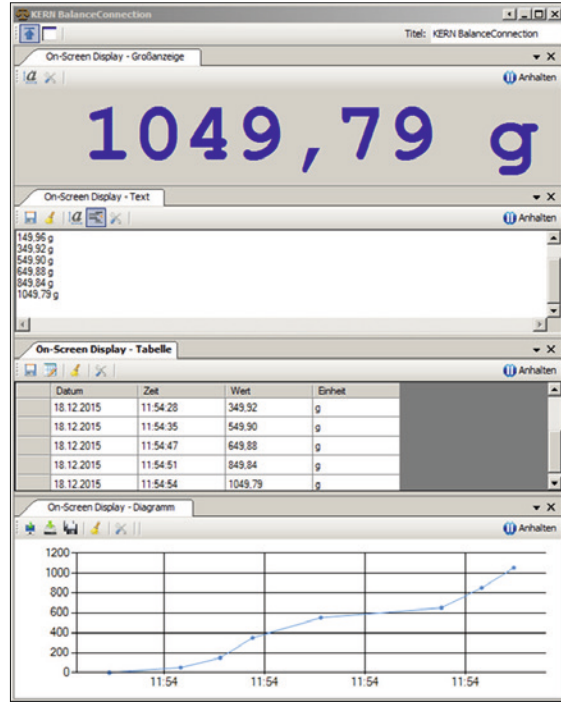 KERN BalanceConnection
Titel: KERN BalanceConnection
On-Screen Display - Großanzeige
a Anhalten
1049,79 g
On-Screen Display - Text
a Anhalten
149,96 g
349,92 g
549,90 g
649,88 g
849,84 g
1049,79 g
On-Screen Display - Tabelle
Anhalten
Datum Zeit Wert Einheit
18.12.2015 11:54:28 349,92 g
18.12.2015 11:54:35 549,90 g
18.12.2015 11:54:47 649,88 g
18.12.2015 11:54:51 849,84 g
18.12.2015 11:54:54 1049,79 g
On-Screen Display - Diagramm
Anhalten
1200
1000
800
600
400
200
0
11:54 11:54 11:54 11:54